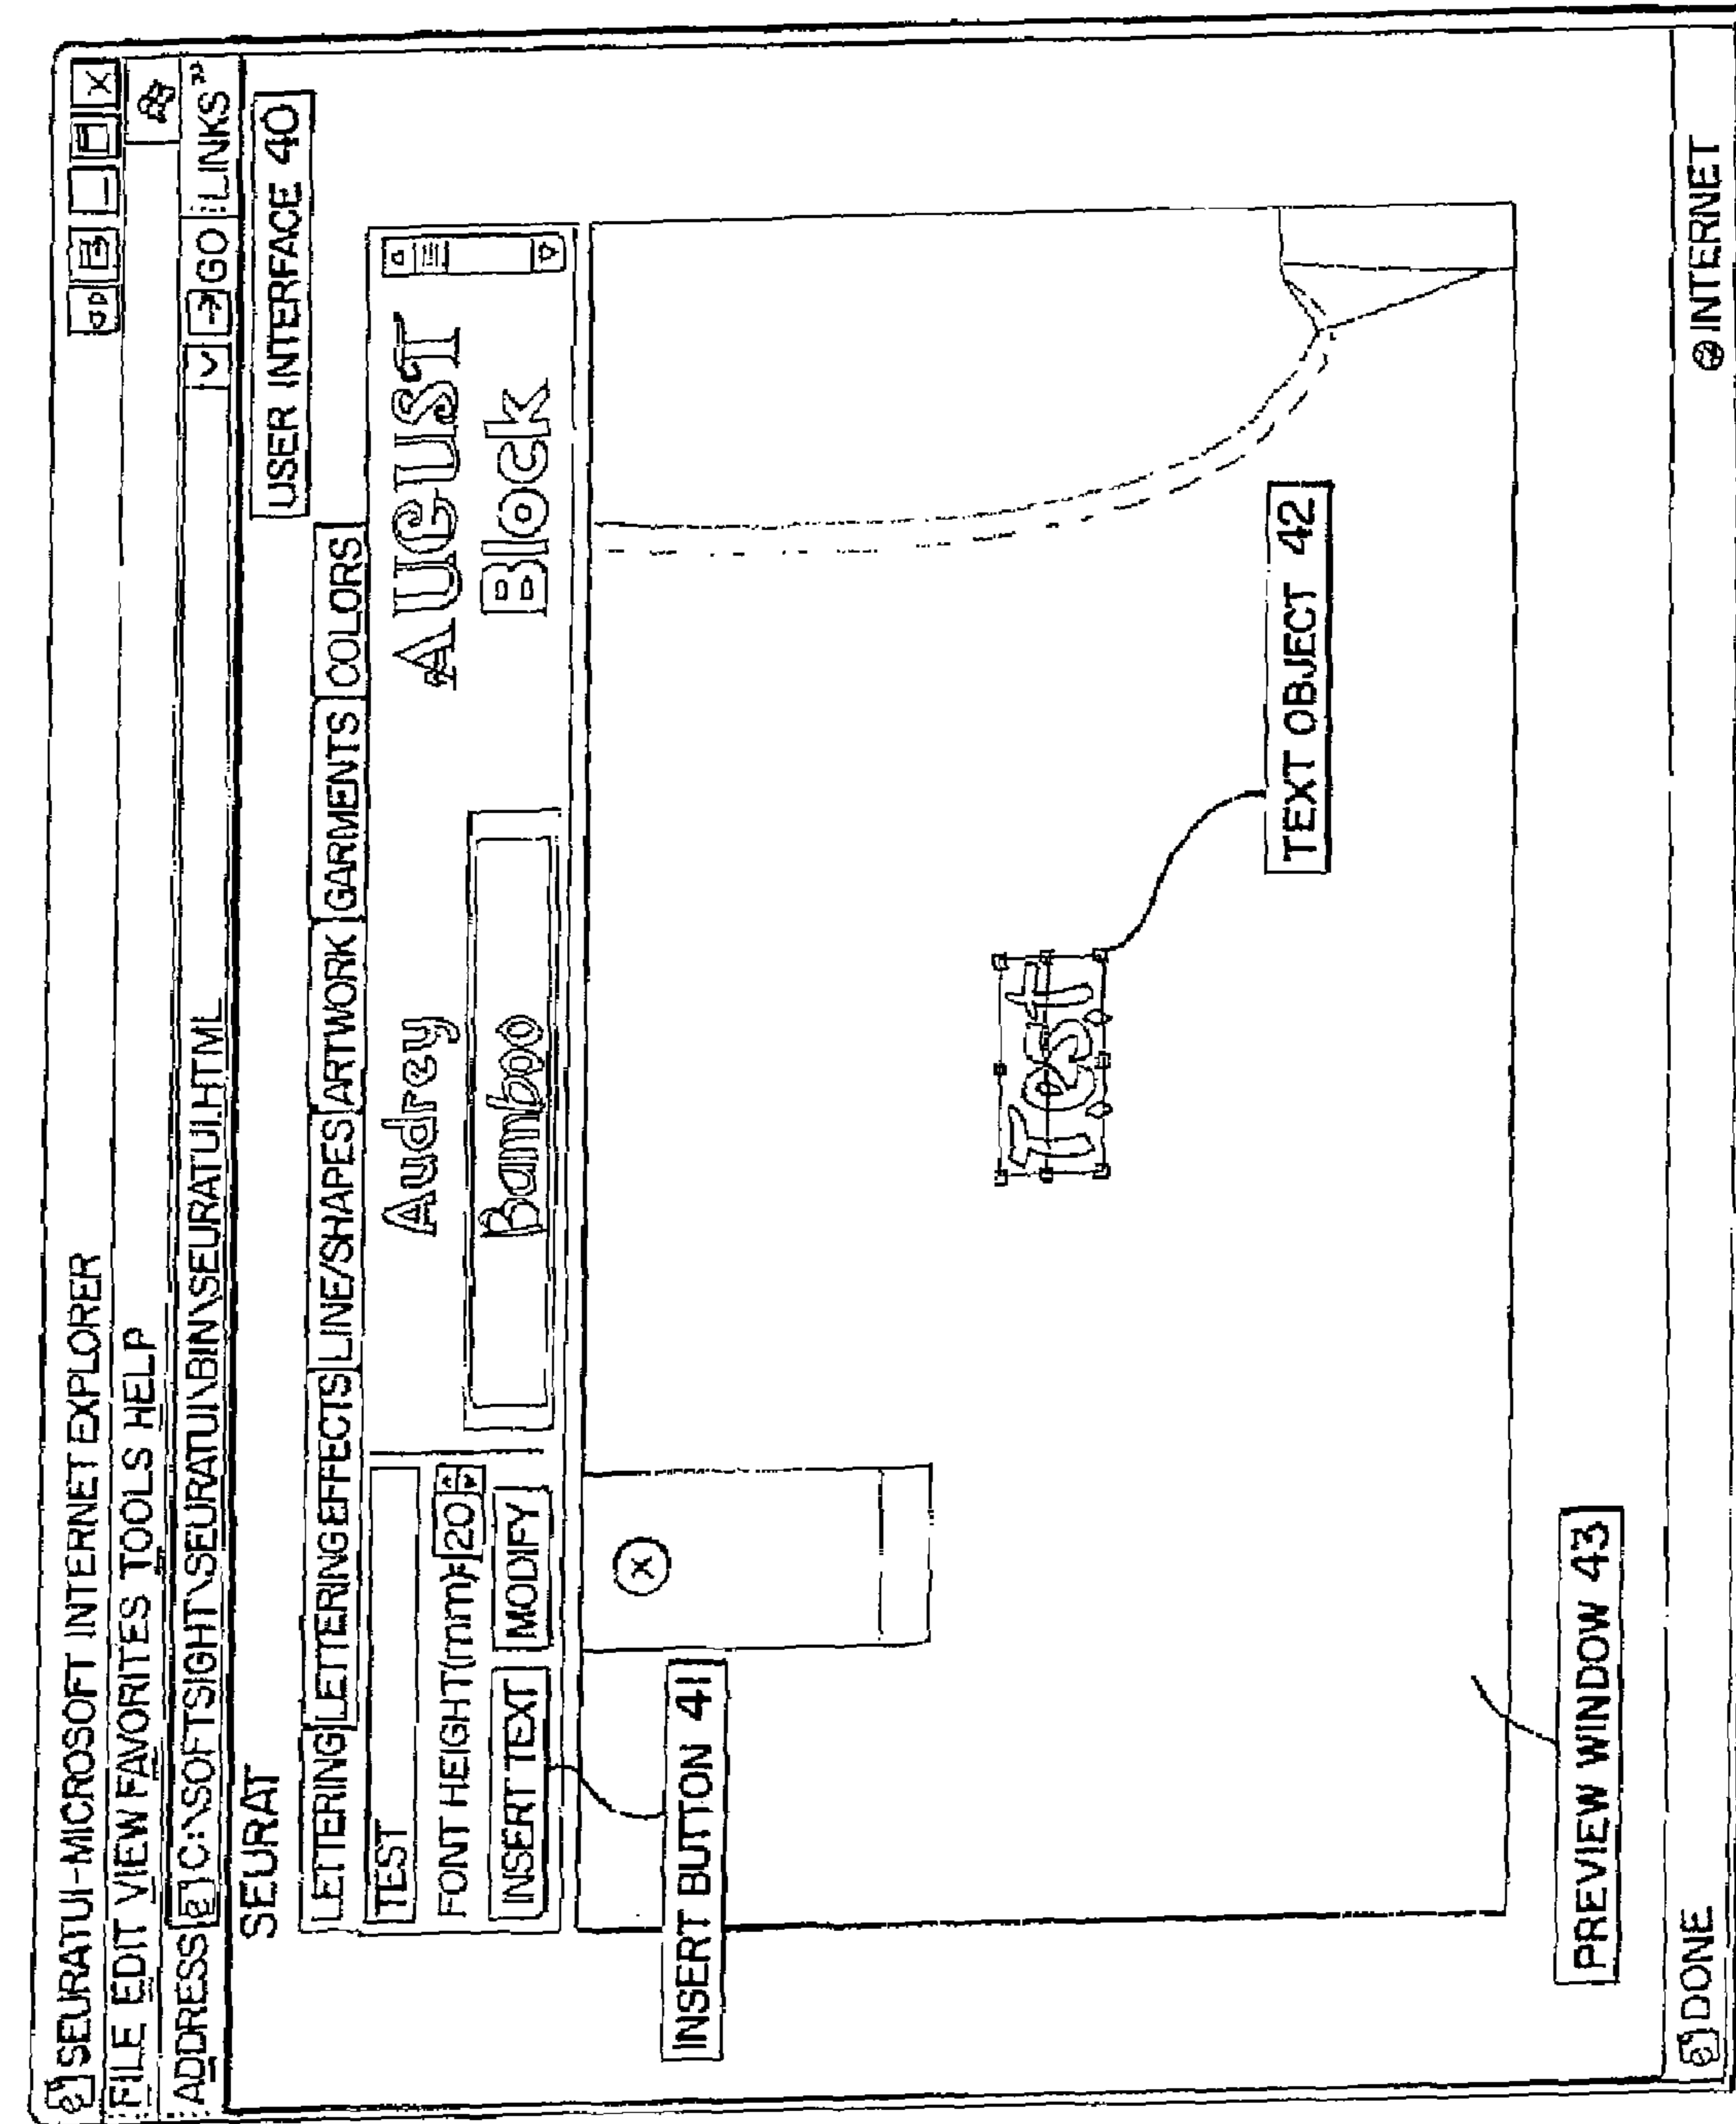 SEURATUI-MICROSOFT INTERNET EXPLORER
FILE EDIT VIEW FAVORITES TOOLS HELP
ADDRESS C:\SOFTSIGHT\SEURATUI\BIN\SEURATUI.HTML GO LINKS »
SEURAT
USER INTERFACE 40
LETTERING LETTERING EFFECTS LINE/SHAPES ARTWORK GARMENTS COLORS
TEST
FONT HEIGHT(mm): 20
INSERT TEXT MODIFY
Audrey AUGUST
Bamboo Block
X
INSERT BUTTON 41
Test
TEXT OBJECT 42
PREVIEW WINDOW 43
DONE INTERNET